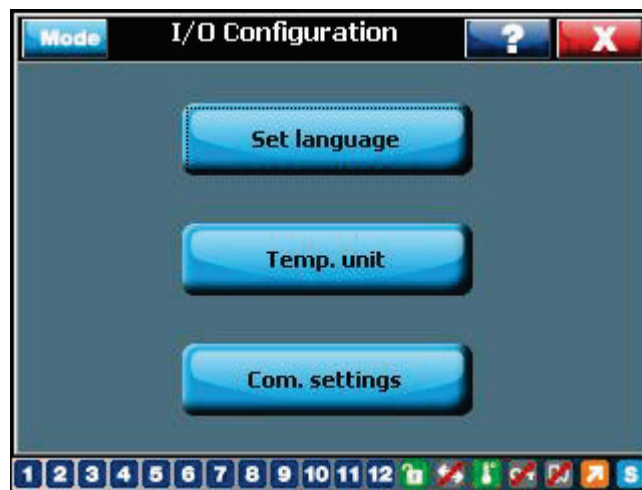 Mode I/O Configuration ? X
Set language
Temp. unit
Com. settings
1 2 3 4 5 6 7 8 9 10 11 12 S